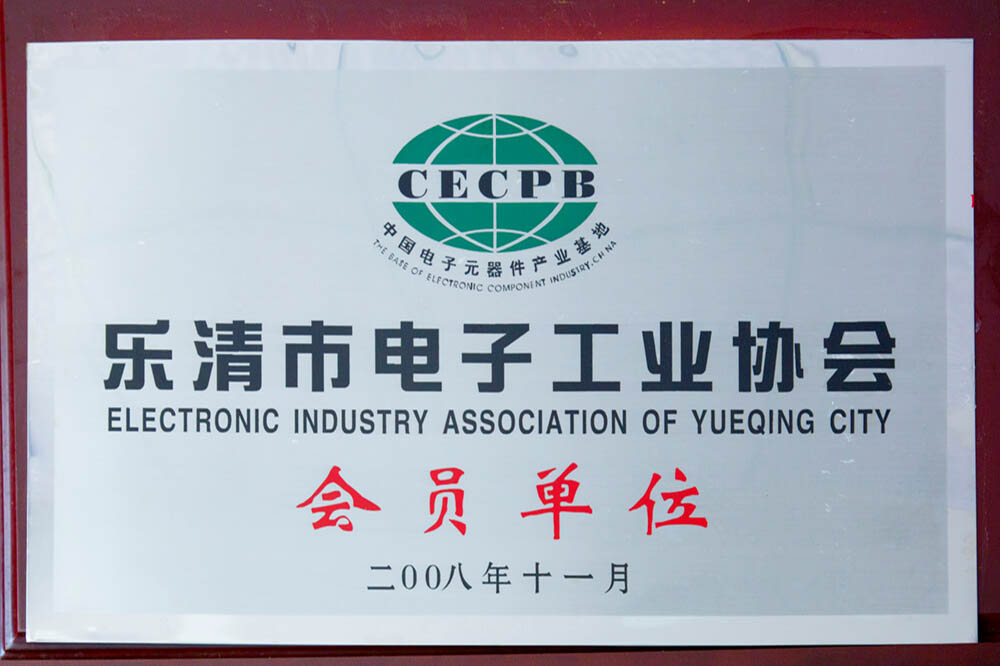 CECPB
中国电子元器件产业基地
THE BASE OF ELECTRONIC COMPONENT INDUSTRY, CHINA
乐清市电子工业协会
ELECTRONIC INDUSTRY ASSOCIATION OF YUEQING CITY
会员单位
二00八年十一月